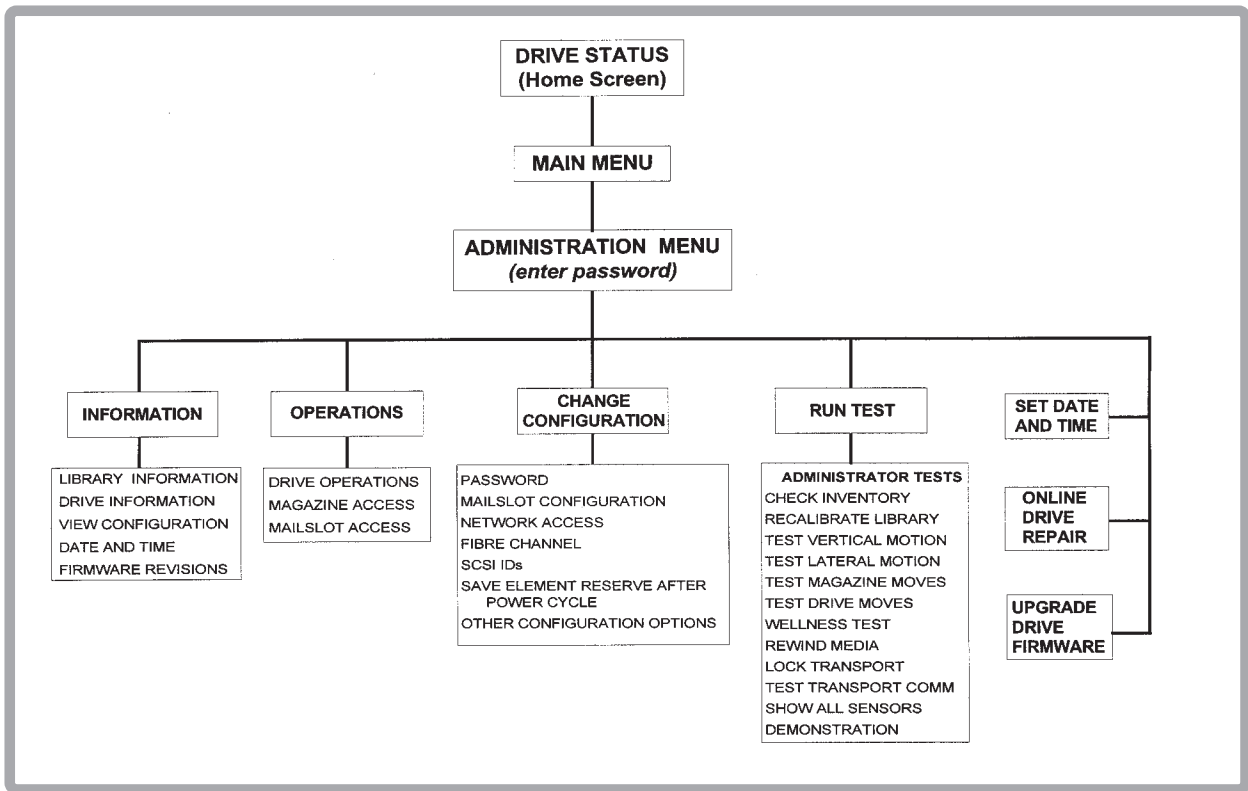 DRIVE STATUS
(Home Screen)
MAIN MENU
ADMINISTRATION MENU
(enter password)
INFORMATION
LIBRARY INFORMATION
DRIVE INFORMATION
VIEW CONFIGURATION
DATE AND TIME
FIRMWARE REVISIONS
OPERATIONS
DRIVE OPERATIONS
MAGAZINE ACCESS
MAILSLOT ACCESS
CHANGE
CONFIGURATION
PASSWORD
MAILSLOT CONFIGURATION
NETWORK ACCESS
FIBRE CHANNEL
SCSI IDs
SAVE ELEMENT RESERVE AFTER
POWER CYCLE
OTHER CONFIGURATION OPTIONS
RUN TEST
ADMINISTRATOR TESTS
CHECK INVENTORY
RECALIBRATE LIBRARY
TEST VERTICAL MOTION
TEST LATERAL MOTION
TEST MAGAZINE MOVES
TEST DRIVE MOVES
WELLNESS TEST
REWIND MEDIA
LOCK TRANSPORT
TEST TRANSPORT COMM
SHOW ALL SENSORS
DEMONSTRATION
SET DATE
AND TIME
ONLINE
DRIVE
REPAIR
UPGRADE
DRIVE
FIRMWARE